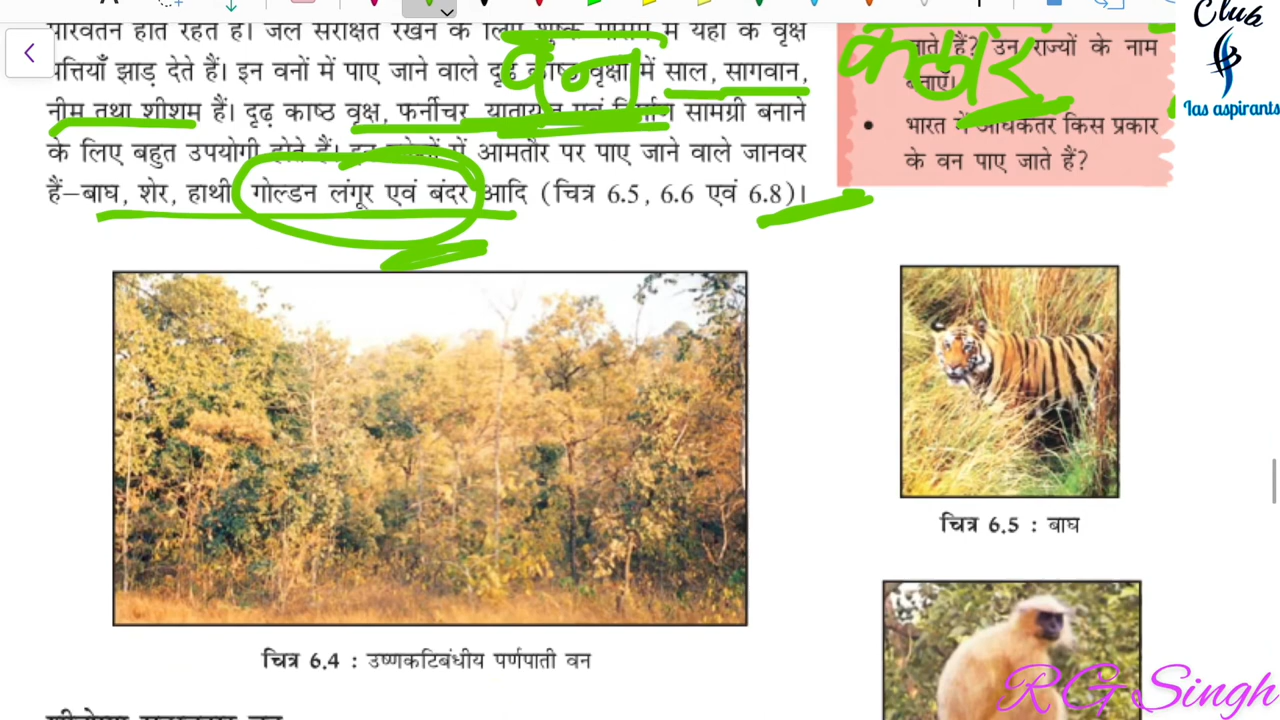 परिवर्तन होते रहते हैं। जल संरक्षित रखने के लिए शुष्क मौसम में यहाँ के वृक्ष
पत्तियाँ झाड़ देते हैं। इन वनों में पाए जाने वाले दृढ़ काष्ठ वृक्षों में साल, सागवान,
नीम तथा शीशम हैं। दृढ़ काष्ठ वृक्ष, फर्नीचर, यातायात एवं निर्माण सामग्री बनाने
के लिए बहुत उपयोगी होते हैं। इन प्रदेशों में आमतौर पर पाए जाने वाले जानवर
हैं–बाघ, शेर, हाथी, गोल्डन लंगूर एवं बंदर आदि (चित्र 6.5, 6.6 एवं 6.8)।
वन
जाते हैं? उन राज्यों के नाम
बताएँ।
• भारत में अधिकतर किस प्रकार
के वन पाए जाते हैं?
Club
Ias aspirants
चित्र 6.5 : बाघ
चित्र 6.4 : उष्णकटिबंधीय पर्णपाती वन
RG Singh